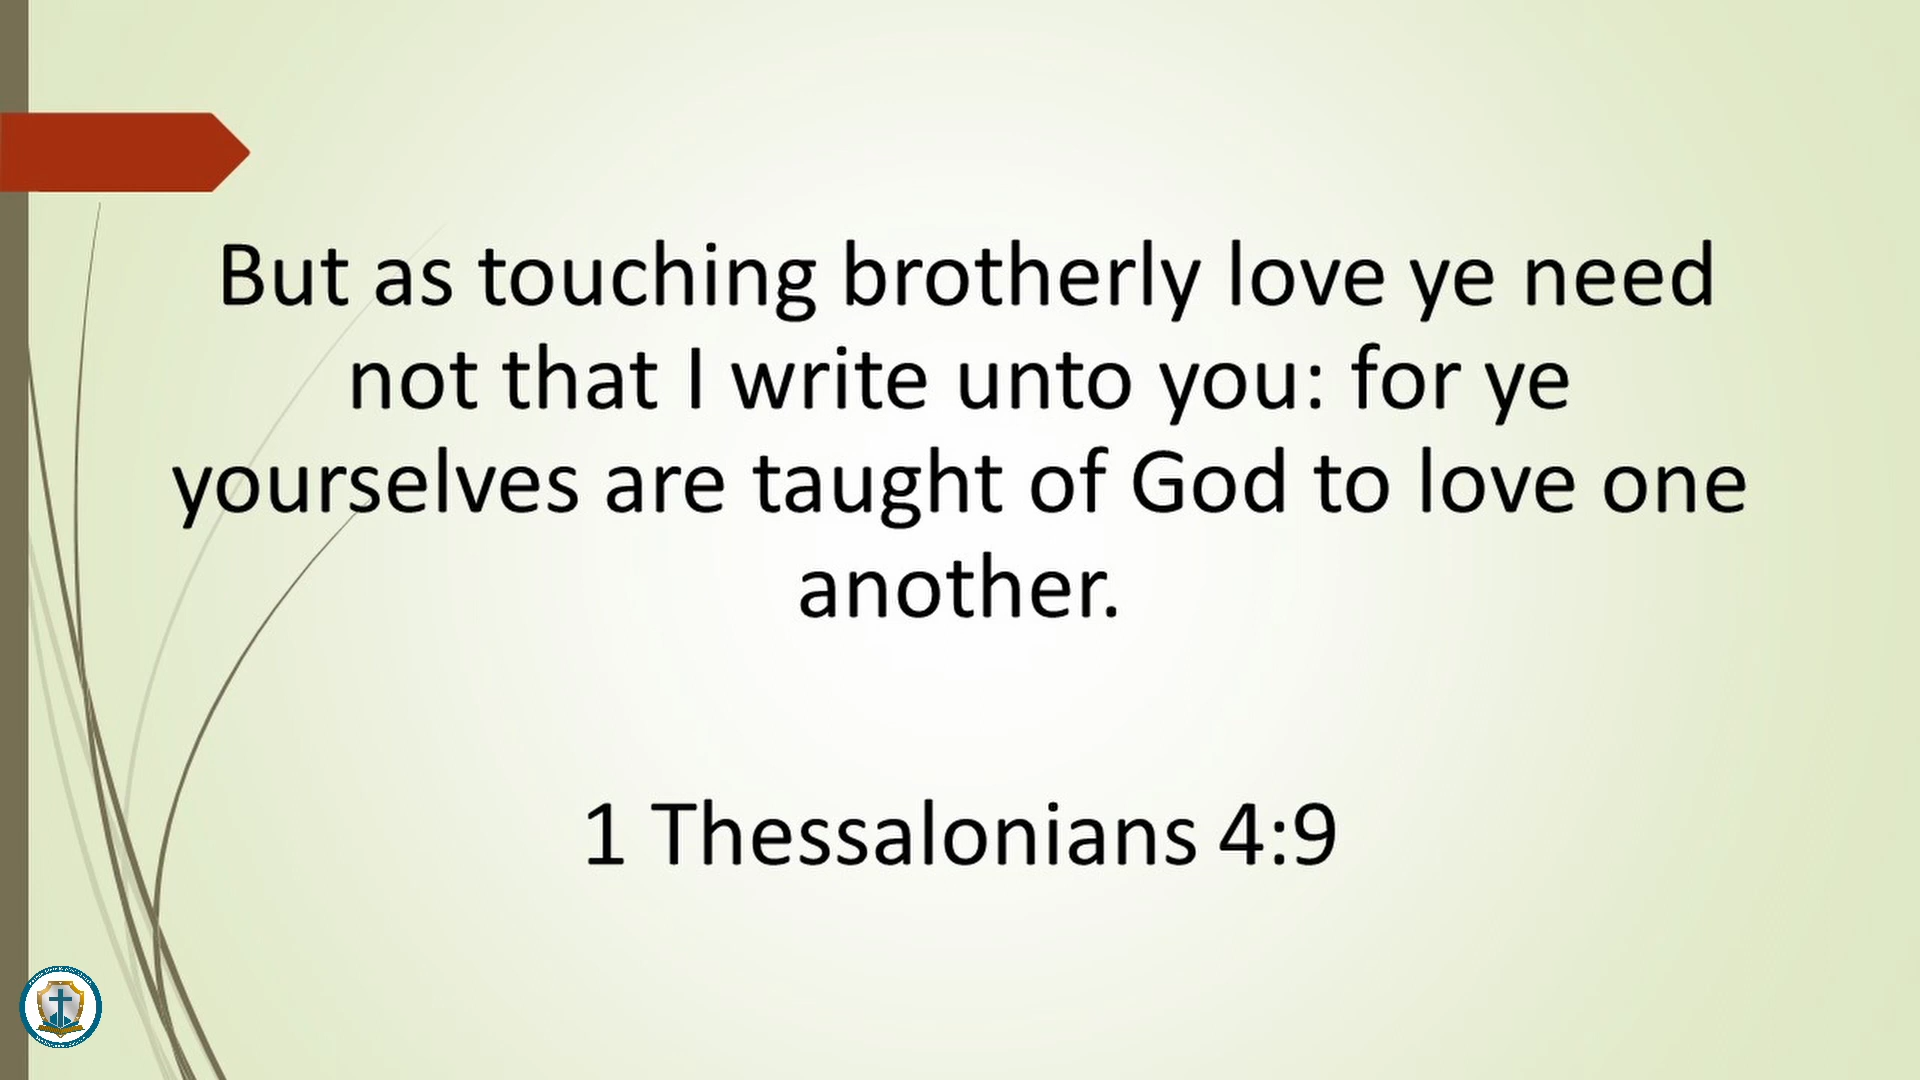 But as touching brotherly love ye need
not that I write unto you: for ye
yourselves are taught of God to love one
another.
1 Thessalonians 4:9